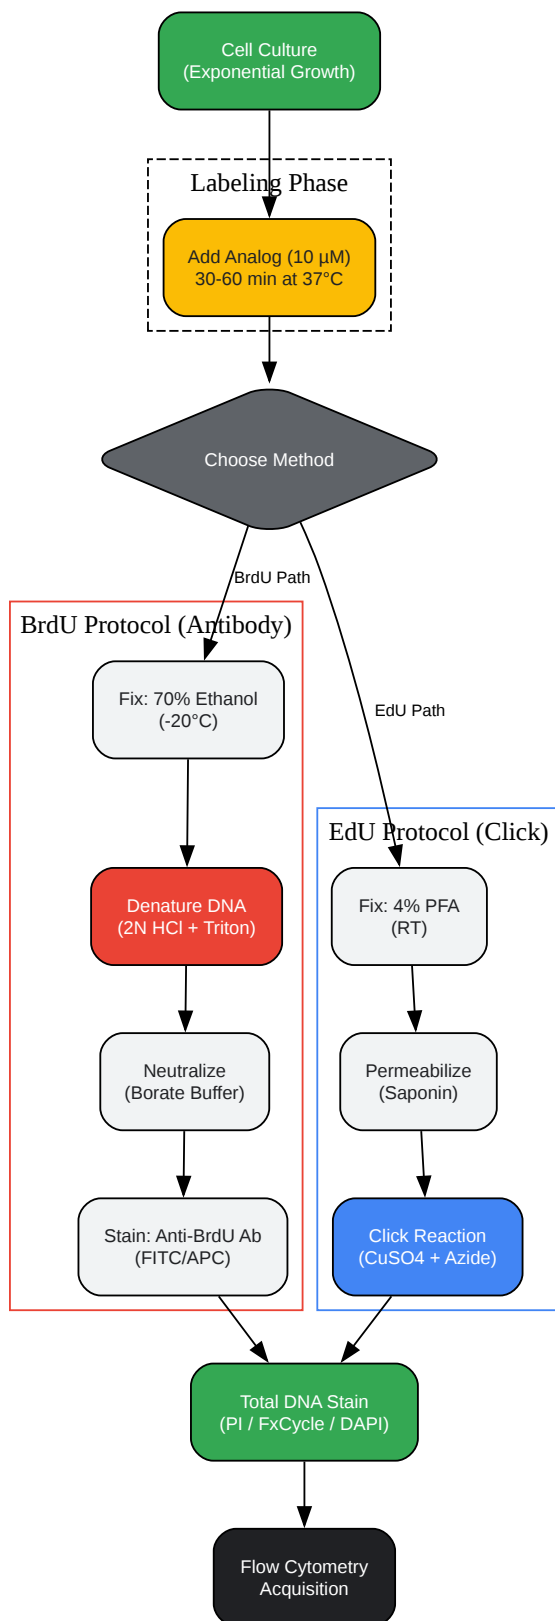 Cell Culture
(Exponential Growth)
Labeling Phase
Add Analog (10 µM)
30-60 min at 37°C
Choose Method
BrdU Path
BrdU Protocol (Antibody)
Fix: 70% Ethanol
(-20°C)
EdU Path
EdU Protocol (Click)
Denature DNA
(2N HCl + Triton)
Fix: 4% PFA
(RT)
Neutralize
(Borate Buffer)
Permeabilize
(Saponin)
Stain: Anti-BrdU Ab
(FITC/APC)
Click Reaction
(CuSO4 + Azide)
Total DNA Stain
(PI / FxCycle / DAPI)
Flow Cytometry
Acquisition